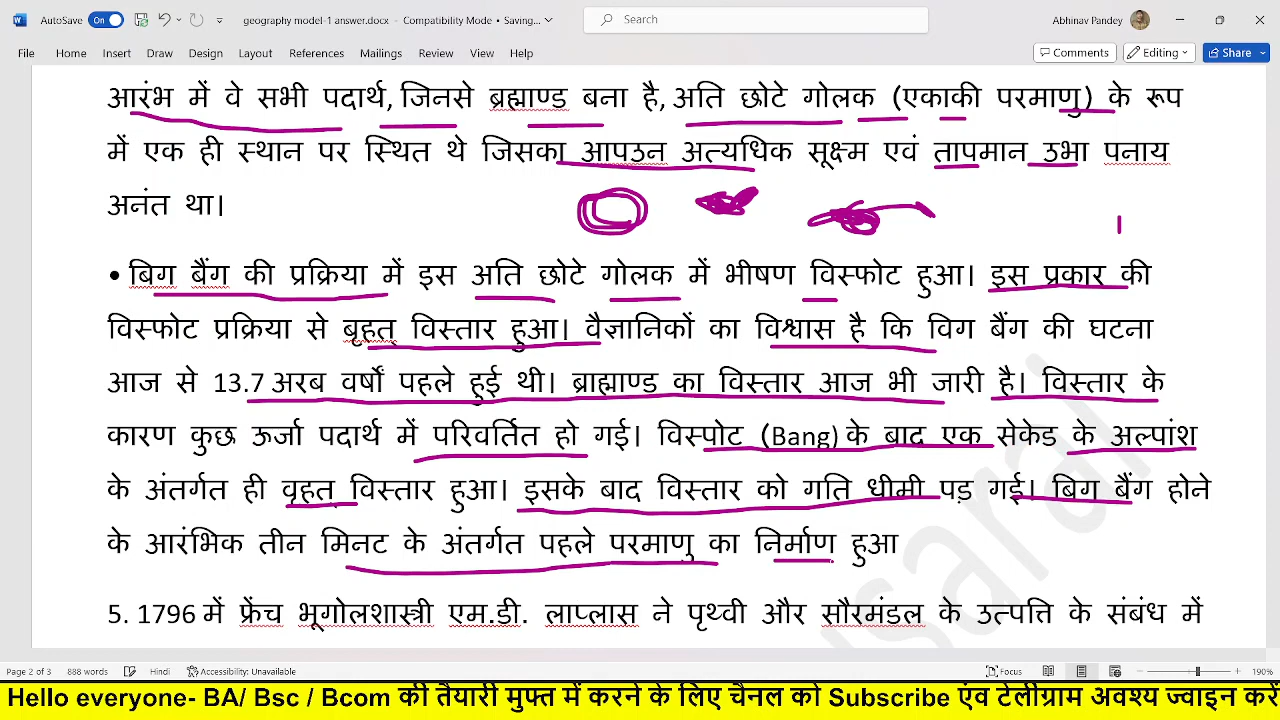 AutoSave On geography model-1 answer.docx • Compatibility Mode • Saving... Search Abhinav Pandey
File Home Insert Draw Design Layout References Mailings Review View Help Comments Editing Share
आरंभ में वे सभी पदार्थ, जिनसे ब्रह्माण्ड बना है, अति छोटे गोलक (एकाकी परमाणु) के रूप
में एक ही स्थान पर स्थित थे जिसका आपउन अत्यधिक सूक्ष्म एवं तापमान उभा पनाय
अनंत था।
• बिग बैंग की प्रक्रिया में इस अति छोटे गोलक में भीषण विस्फोट हुआ। इस प्रकार की
विस्फोट प्रक्रिया से बृहत् विस्तार हुआ। वैज्ञानिकों का विश्वास है कि विग बैंग की घटना
आज से 13.7 अरब वर्षों पहले हुई थी। ब्राह्माण्ड का विस्तार आज भी जारी है। विस्तार के
कारण कुछ ऊर्जा पदार्थ में परिवर्तित हो गई। विस्पोट (Bang) के बाद एक सेकेड के अल्पांश
के अंतर्गत ही वृहत् विस्तार हुआ। इसके बाद विस्तार को गति धीमी पड़ गई। बिग बैंग होने
के आरंभिक तीन मिनट के अंतर्गत पहले परमाणु का निर्माण हुआ
5. 1796 में फ्रेंच भूगोलशास्त्री एम.डी. लाप्लास ने पृथ्वी और सौरमंडल के उत्पत्ति के संबंध में
Page 2 of 3 888 words Hindi Accessibility: Unavailable Focus 190%
Hello everyone- BA/ Bsc / Bcom की तैयारी मुफ्त में करने के लिए चैनल को Subscribe एंव टेलीग्राम अवश्य ज्वाइन करें